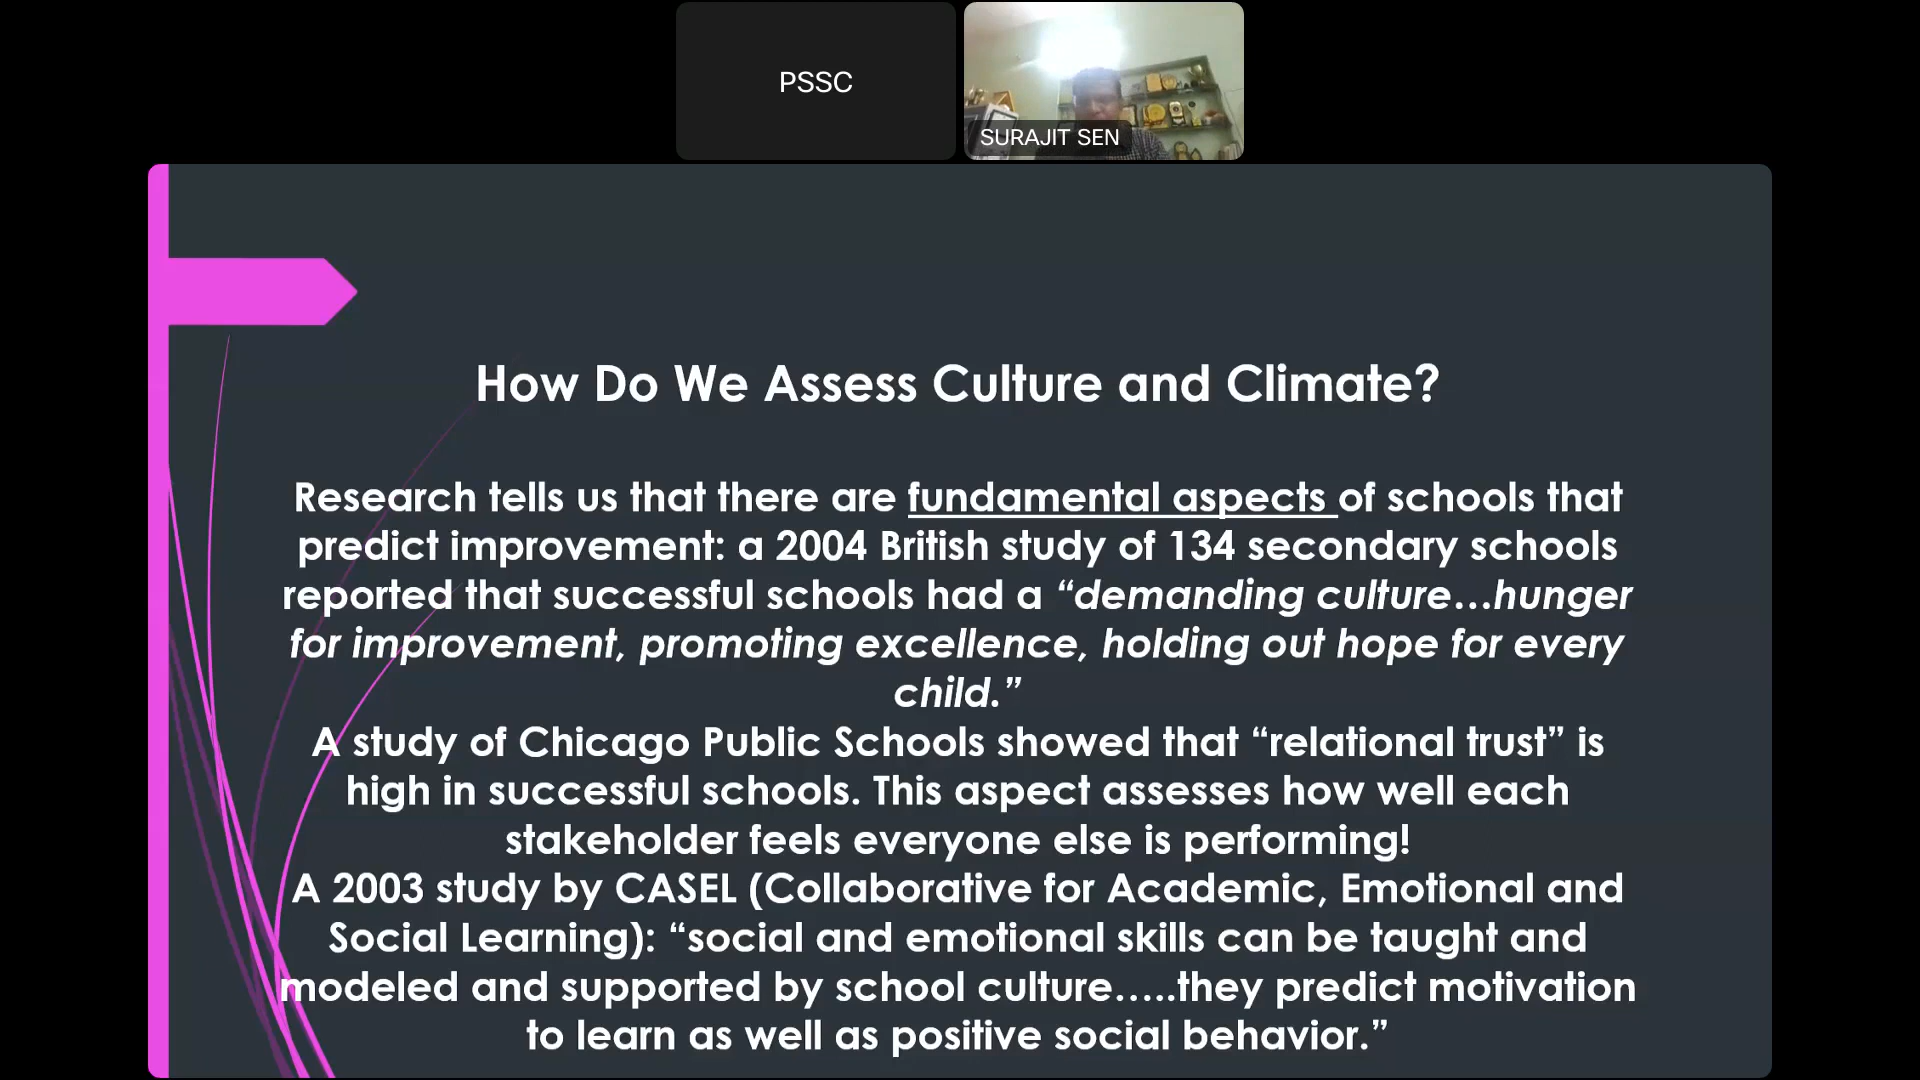 PSSC
SURAJIT SEN
How Do We Assess Culture and Climate?
Research tells us that there are fundamental aspects of schools that
predict improvement: a 2004 British study of 134 secondary schools
reported that successful schools had a “demanding culture…hunger
for improvement, promoting excellence, holding out hope for every
child.”
A study of Chicago Public Schools showed that “relational trust” is
high in successful schools. This aspect assesses how well each
stakeholder feels everyone else is performing!
A 2003 study by CASEL (Collaborative for Academic, Emotional and
Social Learning): “social and emotional skills can be taught and
modeled and supported by school culture…..they predict motivation
to learn as well as positive social behavior.”